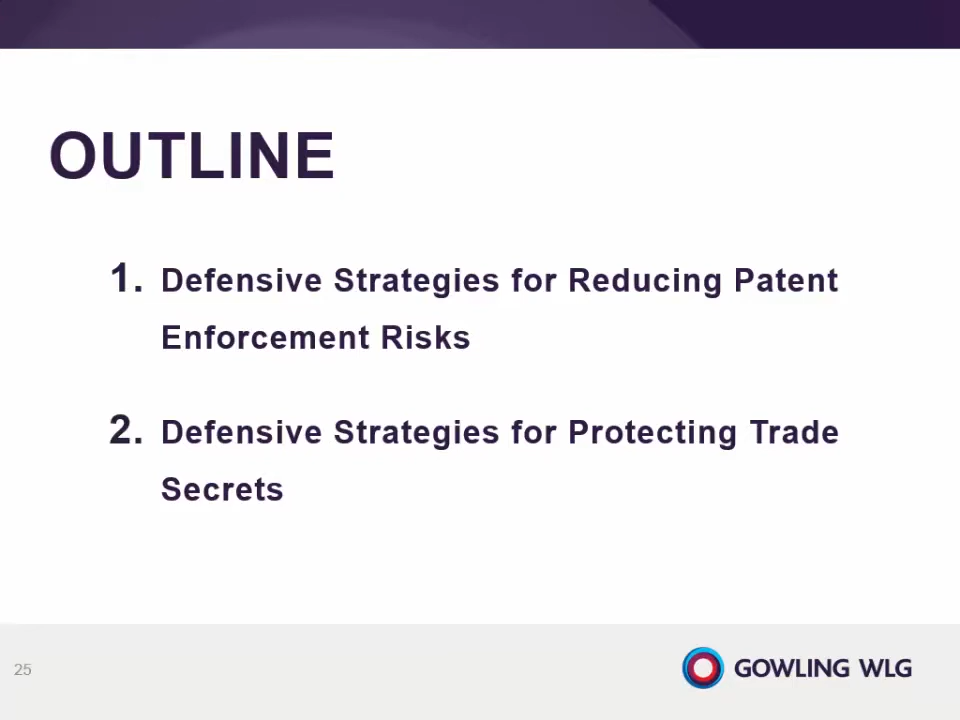 OUTLINE
1. Defensive Strategies for Reducing Patent
Enforcement Risks
2. Defensive Strategies for Protecting Trade
Secrets
25
GOWLING WLG